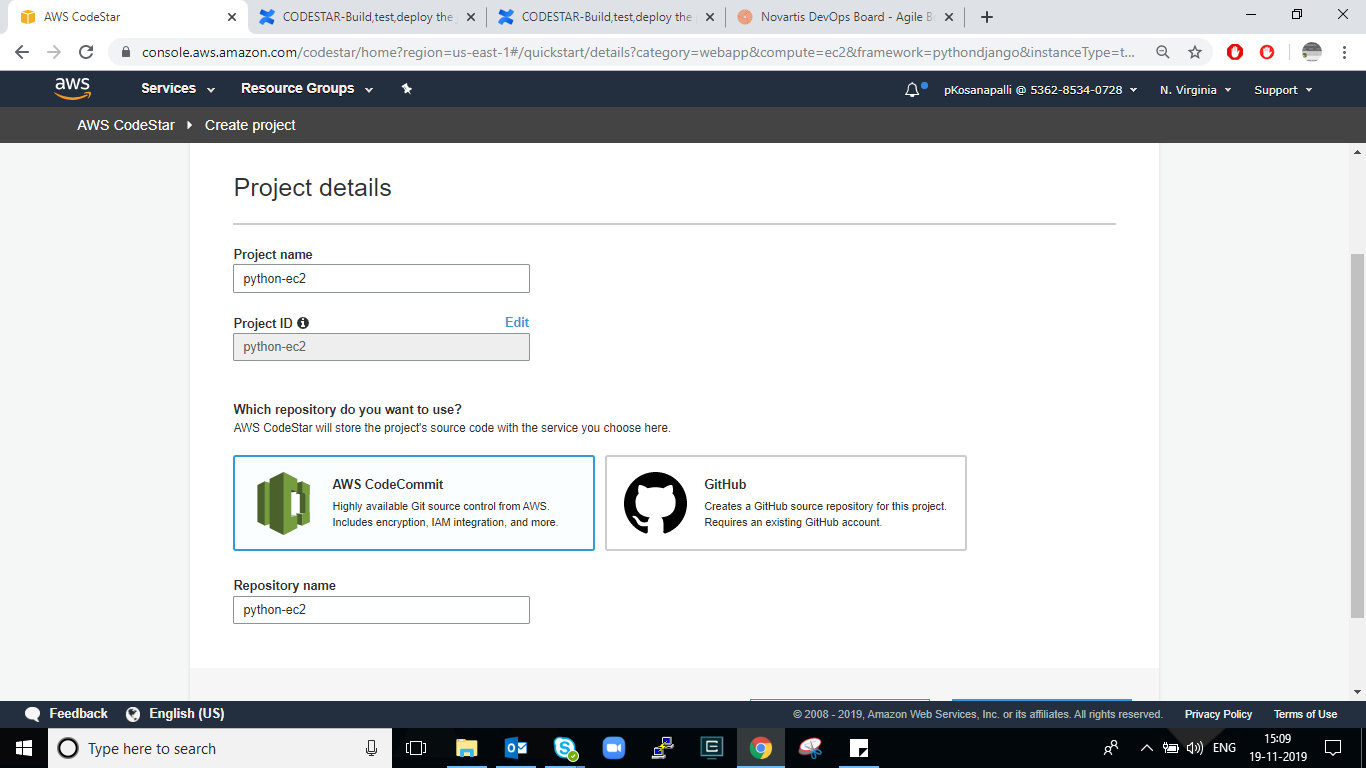 AWS CodeStar
CODESTAR-Build,test,deploy the
CODESTAR-Build,test,deploy the
Novartis DevOps Board - Agile B
console.aws.amazon.com/codestar/home?region=us-east-1#/quickstart/details?category=webapp&compute=ec2&framework=pythondjango&instanceType=t...
aws
Services
Resource Groups
pKosanapalli @ 5362-8534-0728
N. Virginia
Support
AWS CodeStar
Create project
Project details
Project name
python-ec2
Project ID
Edit
python-ec2
Which repository do you want to use?
AWS CodeStar will store the project's source code with the service you choose here.
AWS CodeCommit
Highly available Git source control from AWS.
Includes encryption, IAM integration, and more.
GitHub
Creates a GitHub source repository for this project.
Requires an existing GitHub account.
Repository name
python-ec2
Feedback
English (US)
© 2008 - 2019, Amazon Web Services, Inc. or its affiliates. All rights reserved.
Privacy Policy
Terms of Use
Type here to search
ENG
15:09
19-11-2019